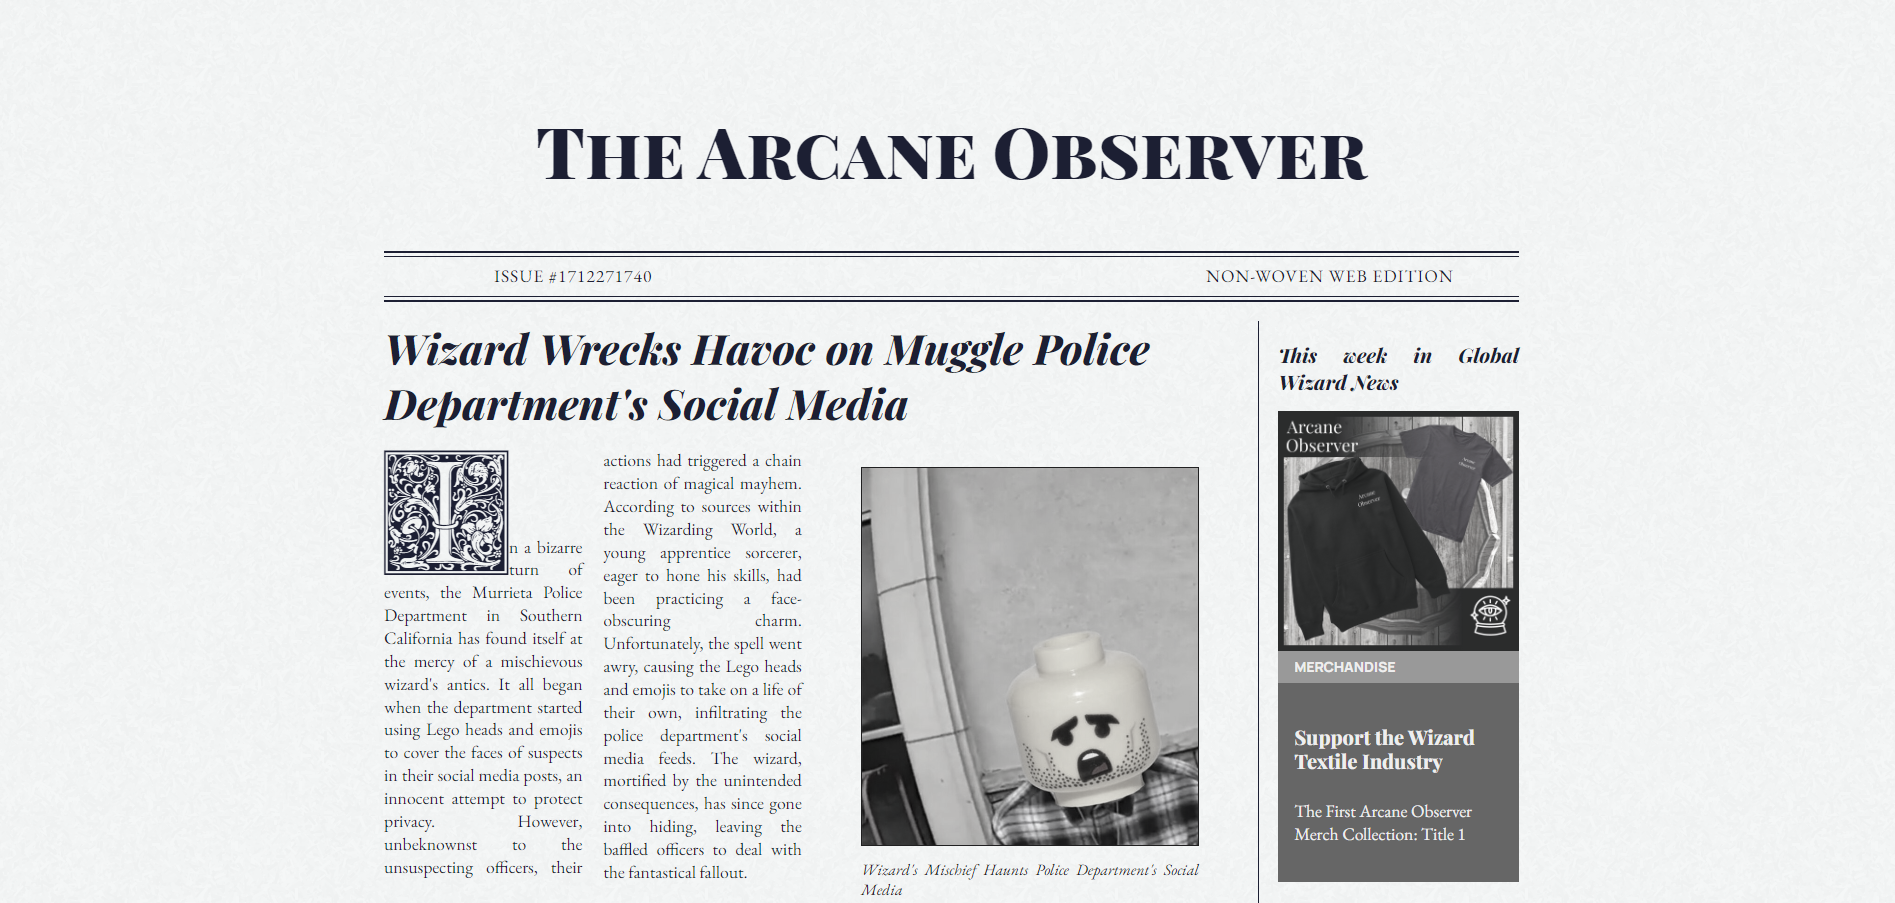 THE ARCANE OBSERVER
ISSUE #1712271740
NON-WOVEN WEB EDITION
Wizard Wrecks Havoc on Muggle Police
Department's Social Media
I
n a bizarre
turn of
events, the Murrieta Police
Department in Southern
California has found itself at
the mercy of a mischievous
wizard's antics. It all began
when the department started
using Lego heads and emojis
to cover the faces of suspects
in their social media posts, an
innocent attempt to protect
privacy. However,
unbeknownst to the
unsuspecting officers, their
actions had triggered a chain
reaction of magical mayhem.
According to sources within
the Wizarding World, a
young apprentice sorcerer,
eager to hone his skills, had
been practicing a face-
obscuring charm.
Unfortunately, the spell went
awry, causing the Lego heads
and emojis to take on a life of
their own, infiltrating the
police department's social
media feeds. The wizard,
mortified by the unintended
consequences, has since gone
into hiding, leaving the
baffled officers to deal with
the fantastical fallout.
Wizard's Mischief Haunts Police Department's Social
Media
This week in Global
Wizard News
Arcane
Observer
Arcane
Observer
Arcane
Observer
MERCHANDISE
Support the Wizard
Textile Industry
The First Arcane Observer
Merch Collection: Title 1